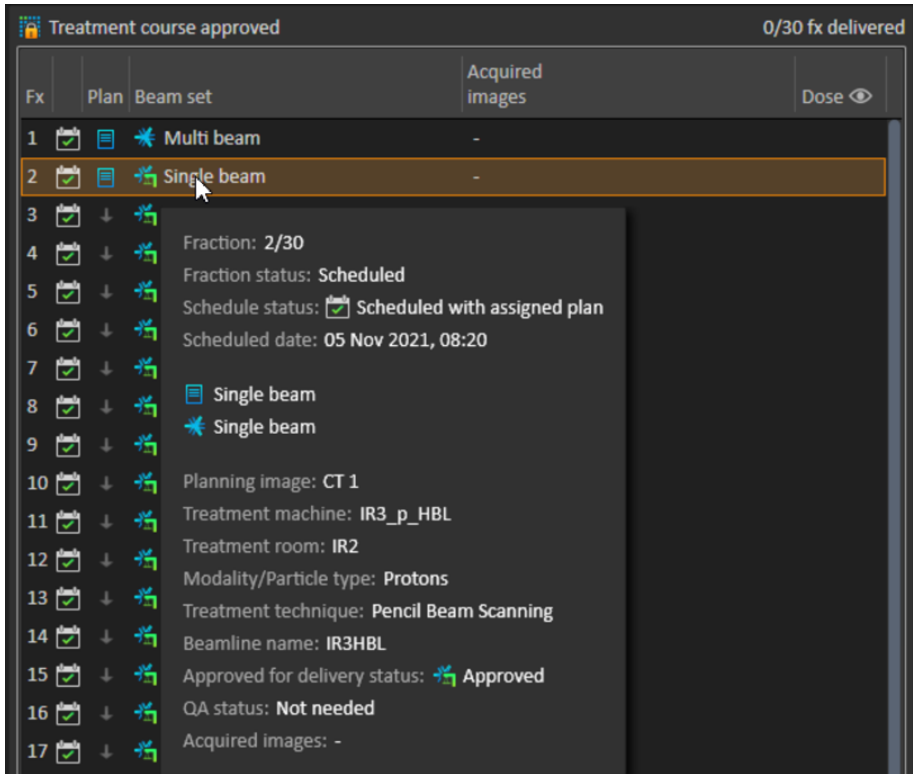 Treatment course approved 0/30 fx delivered
Fx Plan Beam set Acquired images Dose
1 Multi beam -
2 Single beam -
3
Fraction: 2/30
4
Fraction status: Scheduled
5
Schedule status: Scheduled with assigned plan
6
Scheduled date: 05 Nov 2021, 08:20
7
8
Single beam
9
Single beam
10
Planning image: CT 1
11
Treatment machine: IR3_p_HBL
12
Treatment room: IR2
13
Modality/Particle type: Protons
Treatment technique: Pencil Beam Scanning
14
Beamline name: IR3HBL
15
Approved for delivery status: Approved
16
QA status: Not needed
17
Acquired images: -